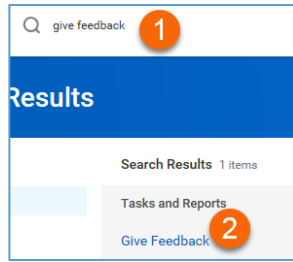 give feedback
1
Results
Search Results 1 items
Tasks and Reports
Give Feedback
2